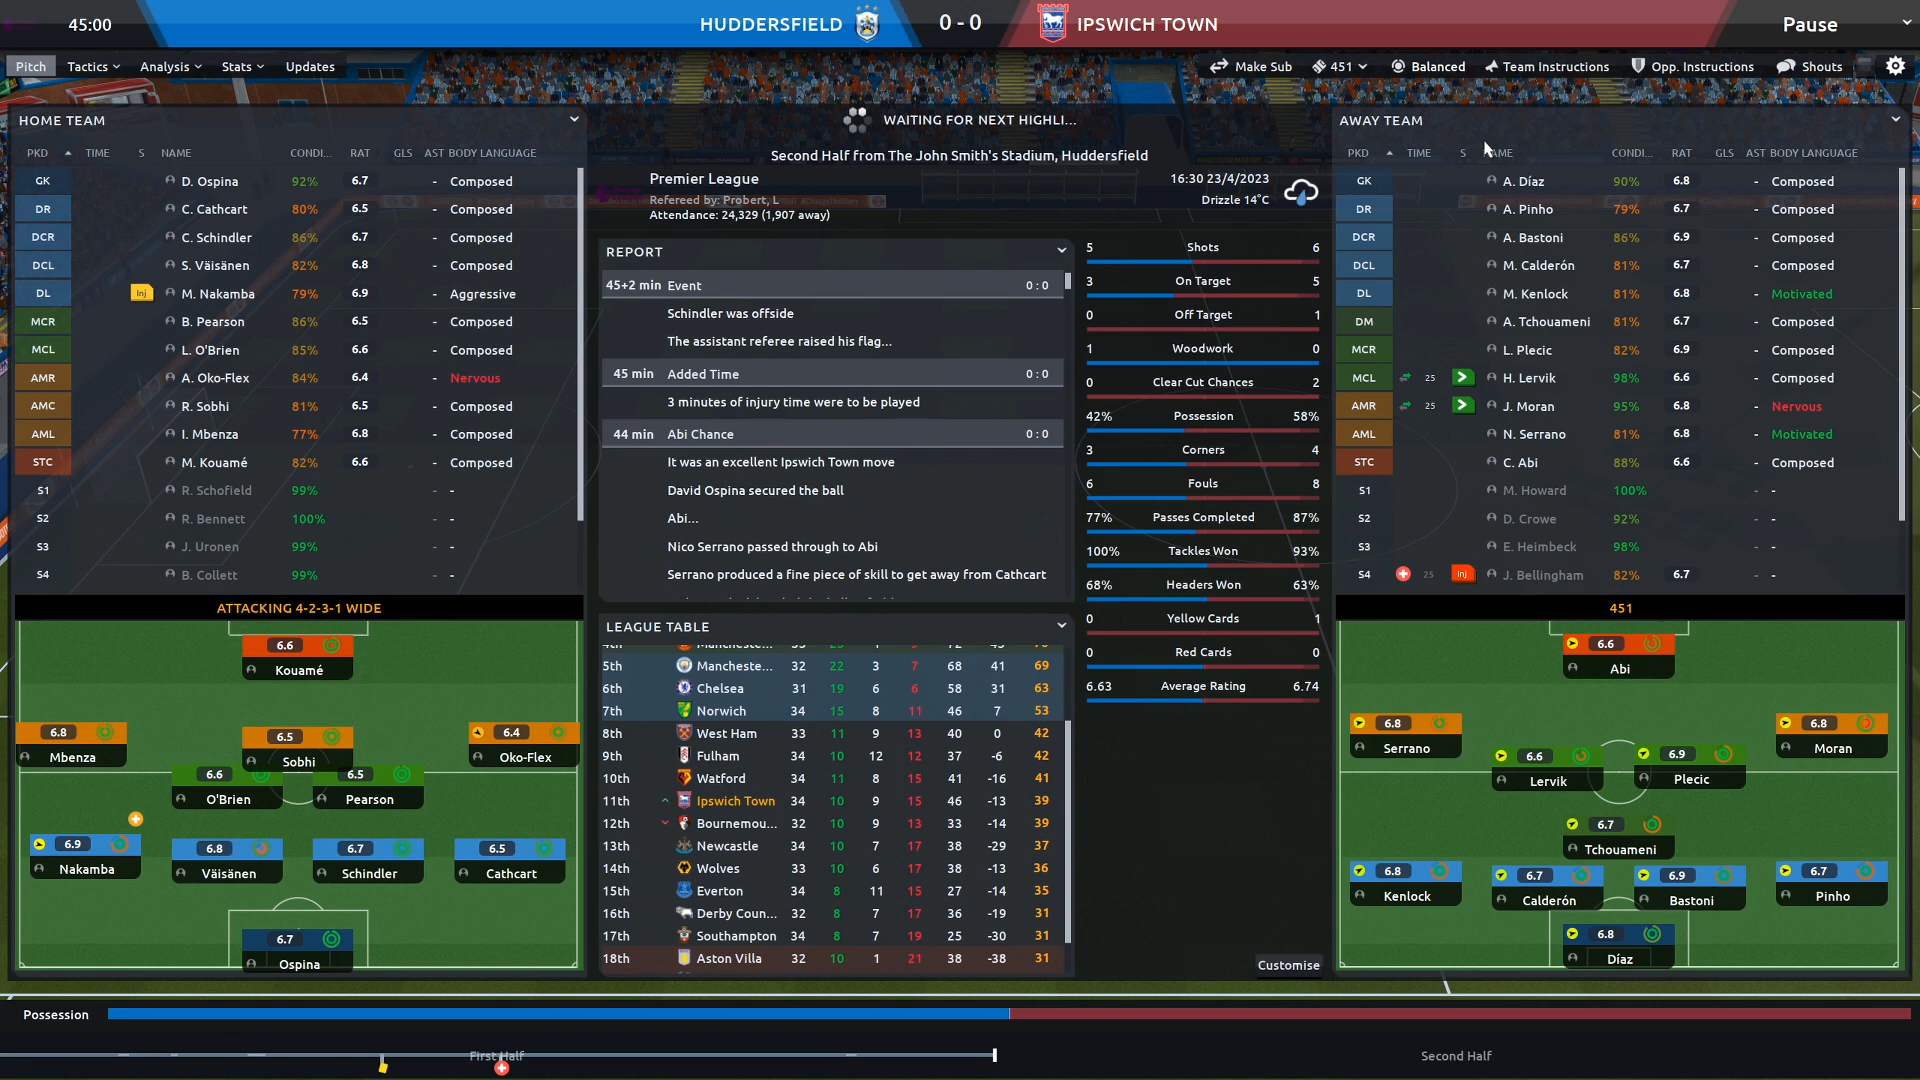 45:00
HUDDERSFIELD 0 - 0 IPSWICH TOWN
Pause
Pitch Tactics Analysis Stats Updates
Make Sub 451 Balanced Team Instructions Opp. Instructions Shouts
HOME TEAM
PKD TIME S NAME CONDI... RAT GLS AST BODY LANGUAGE
GK D. Ospina 92% 6.7 - Composed
DR C. Cathcart 80% 6.5 - Composed
DCR C. Schindler 86% 6.7 - Composed
DCL S. Väisänen 82% 6.8 - Composed
DL Inj M. Nakamba 79% 6.9 - Aggressive
MCR B. Pearson 86% 6.5 - Composed
MCL L. O'Brien 85% 6.6 - Composed
AMR A. Oko-Flex 84% 6.4 - Nervous
AMC R. Sobhi 81% 6.5 - Composed
AML I. Mbenza 77% 6.8 - Composed
STC M. Kouamé 82% 6.6 - Composed
S1 R. Schofield 99% - -
S2 R. Bennett 100% - -
S3 J. Uronen 99% - -
S4 B. Collett 99% - -
ATTACKING 4-2-3-1 WIDE
6.6
Kouamé
6.8 6.5 6.4
Mbenza Sobhi Oko-Flex
6.6 6.5
O'Brien Pearson
6.9 6.8 6.7 6.5
Nakamba Väisänen Schindler Cathcart
6.7
Ospina
WAITING FOR NEXT HIGHLI...
Second Half from The John Smith's Stadium, Huddersfield
Premier League
Refereed by: Probert, L
Attendance: 24,329 (1,907 away)
16:30 23/4/2023
Drizzle 14°C
REPORT
45+2 min Event 0 : 0
Schindler was offside
The assistant referee raised his flag...
45 min Added Time 0 : 0
3 minutes of injury time were to be played
44 min Abi Chance 0 : 0
It was an excellent Ipswich Town move
David Ospina secured the ball
Abi...
Nico Serrano passed through to Abi
Serrano produced a fine piece of skill to get away from Cathcart
5 Shots 6
3 On Target 5
0 Off Target 1
1 Woodwork 0
0 Clear Cut Chances 2
42% Possession 58%
3 Corners 4
6 Fouls 8
77% Passes Completed 87%
100% Tackles Won 93%
68% Headers Won 63%
0 Yellow Cards 1
0 Red Cards 0
6.63 Average Rating 6.74
Customise
LEAGUE TABLE
5th Mancheste... 32 22 3 7 68 41 69
6th Chelsea 31 19 6 6 58 31 63
7th Norwich 34 15 8 11 46 7 53
8th West Ham 33 11 9 13 40 0 42
9th Fulham 34 10 12 12 37 -6 42
10th Watford 34 11 8 15 41 -16 41
11th Ipswich Town 34 10 9 15 46 -13 39
12th Bournemou... 32 10 9 13 33 -14 39
13th Newcastle 34 10 7 17 38 -29 37
14th Wolves 33 10 6 17 38 -13 36
15th Everton 34 8 11 15 27 -14 35
16th Derby Coun... 32 8 7 17 36 -19 31
17th Southampton 34 8 7 19 25 -30 31
18th Aston Villa 32 10 1 21 38 -38 31
AWAY TEAM
PKD TIME S CONDI... RAT GLS AST BODY LANGUAGE
GK A. Díaz 90% 6.8 - Composed
DR A. Pinho 79% 6.7 - Composed
DCR A. Bastoni 86% 6.9 - Composed
DCL M. Calderón 81% 6.7 - Composed
DL M. Kenlock 81% 6.8 - Motivated
DM A. Tchouameni 81% 6.7 - Composed
MCR L. Plecic 82% 6.9 - Composed
MCL 25 H. Lervik 98% 6.6 - Composed
AMR 25 J. Moran 95% 6.8 - Nervous
AML N. Serrano 81% 6.8 - Motivated
STC C. Abi 88% 6.6 - Composed
S1 M. Howard 100% - -
S2 D. Crowe 92% - -
S3 E. Heimbeck 98% - -
S4 25 Inj J. Bellingham 82% 6.7 - -
451
6.6
Abi
6.8 6.8
Serrano Moran
6.6 6.9
Lervik Plecic
6.7
Tchouameni
6.8 6.7 6.9 6.7
Kenlock Calderón Bastoni Pinho
6.8
Díaz
Possession
First Half Second Half